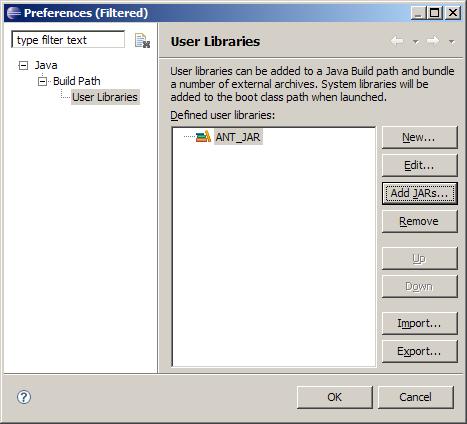 Preferences (Filtered)
type filter text
User Libraries
Java
Build Path
User Libraries
User libraries can be added to a Java Build path and bundle
a number of external archives. System libraries will be
added to the boot class path when launched.
Defined user libraries:
ANT_JAR
New...
Edit...
Add JARs...
Remove
Up
Down
Import...
Export...
?
OK
Cancel